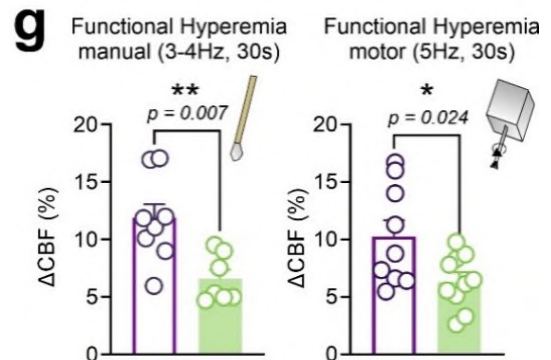 g
Functional Hyperemia
manual (3-4Hz, 30s)
**
p = 0.007
20
15
10
5
0
ΔCBF (%)
Functional Hyperemia
motor (5Hz, 30s)
*
p = 0.024
20
15
10
5
0
ΔCBF (%)